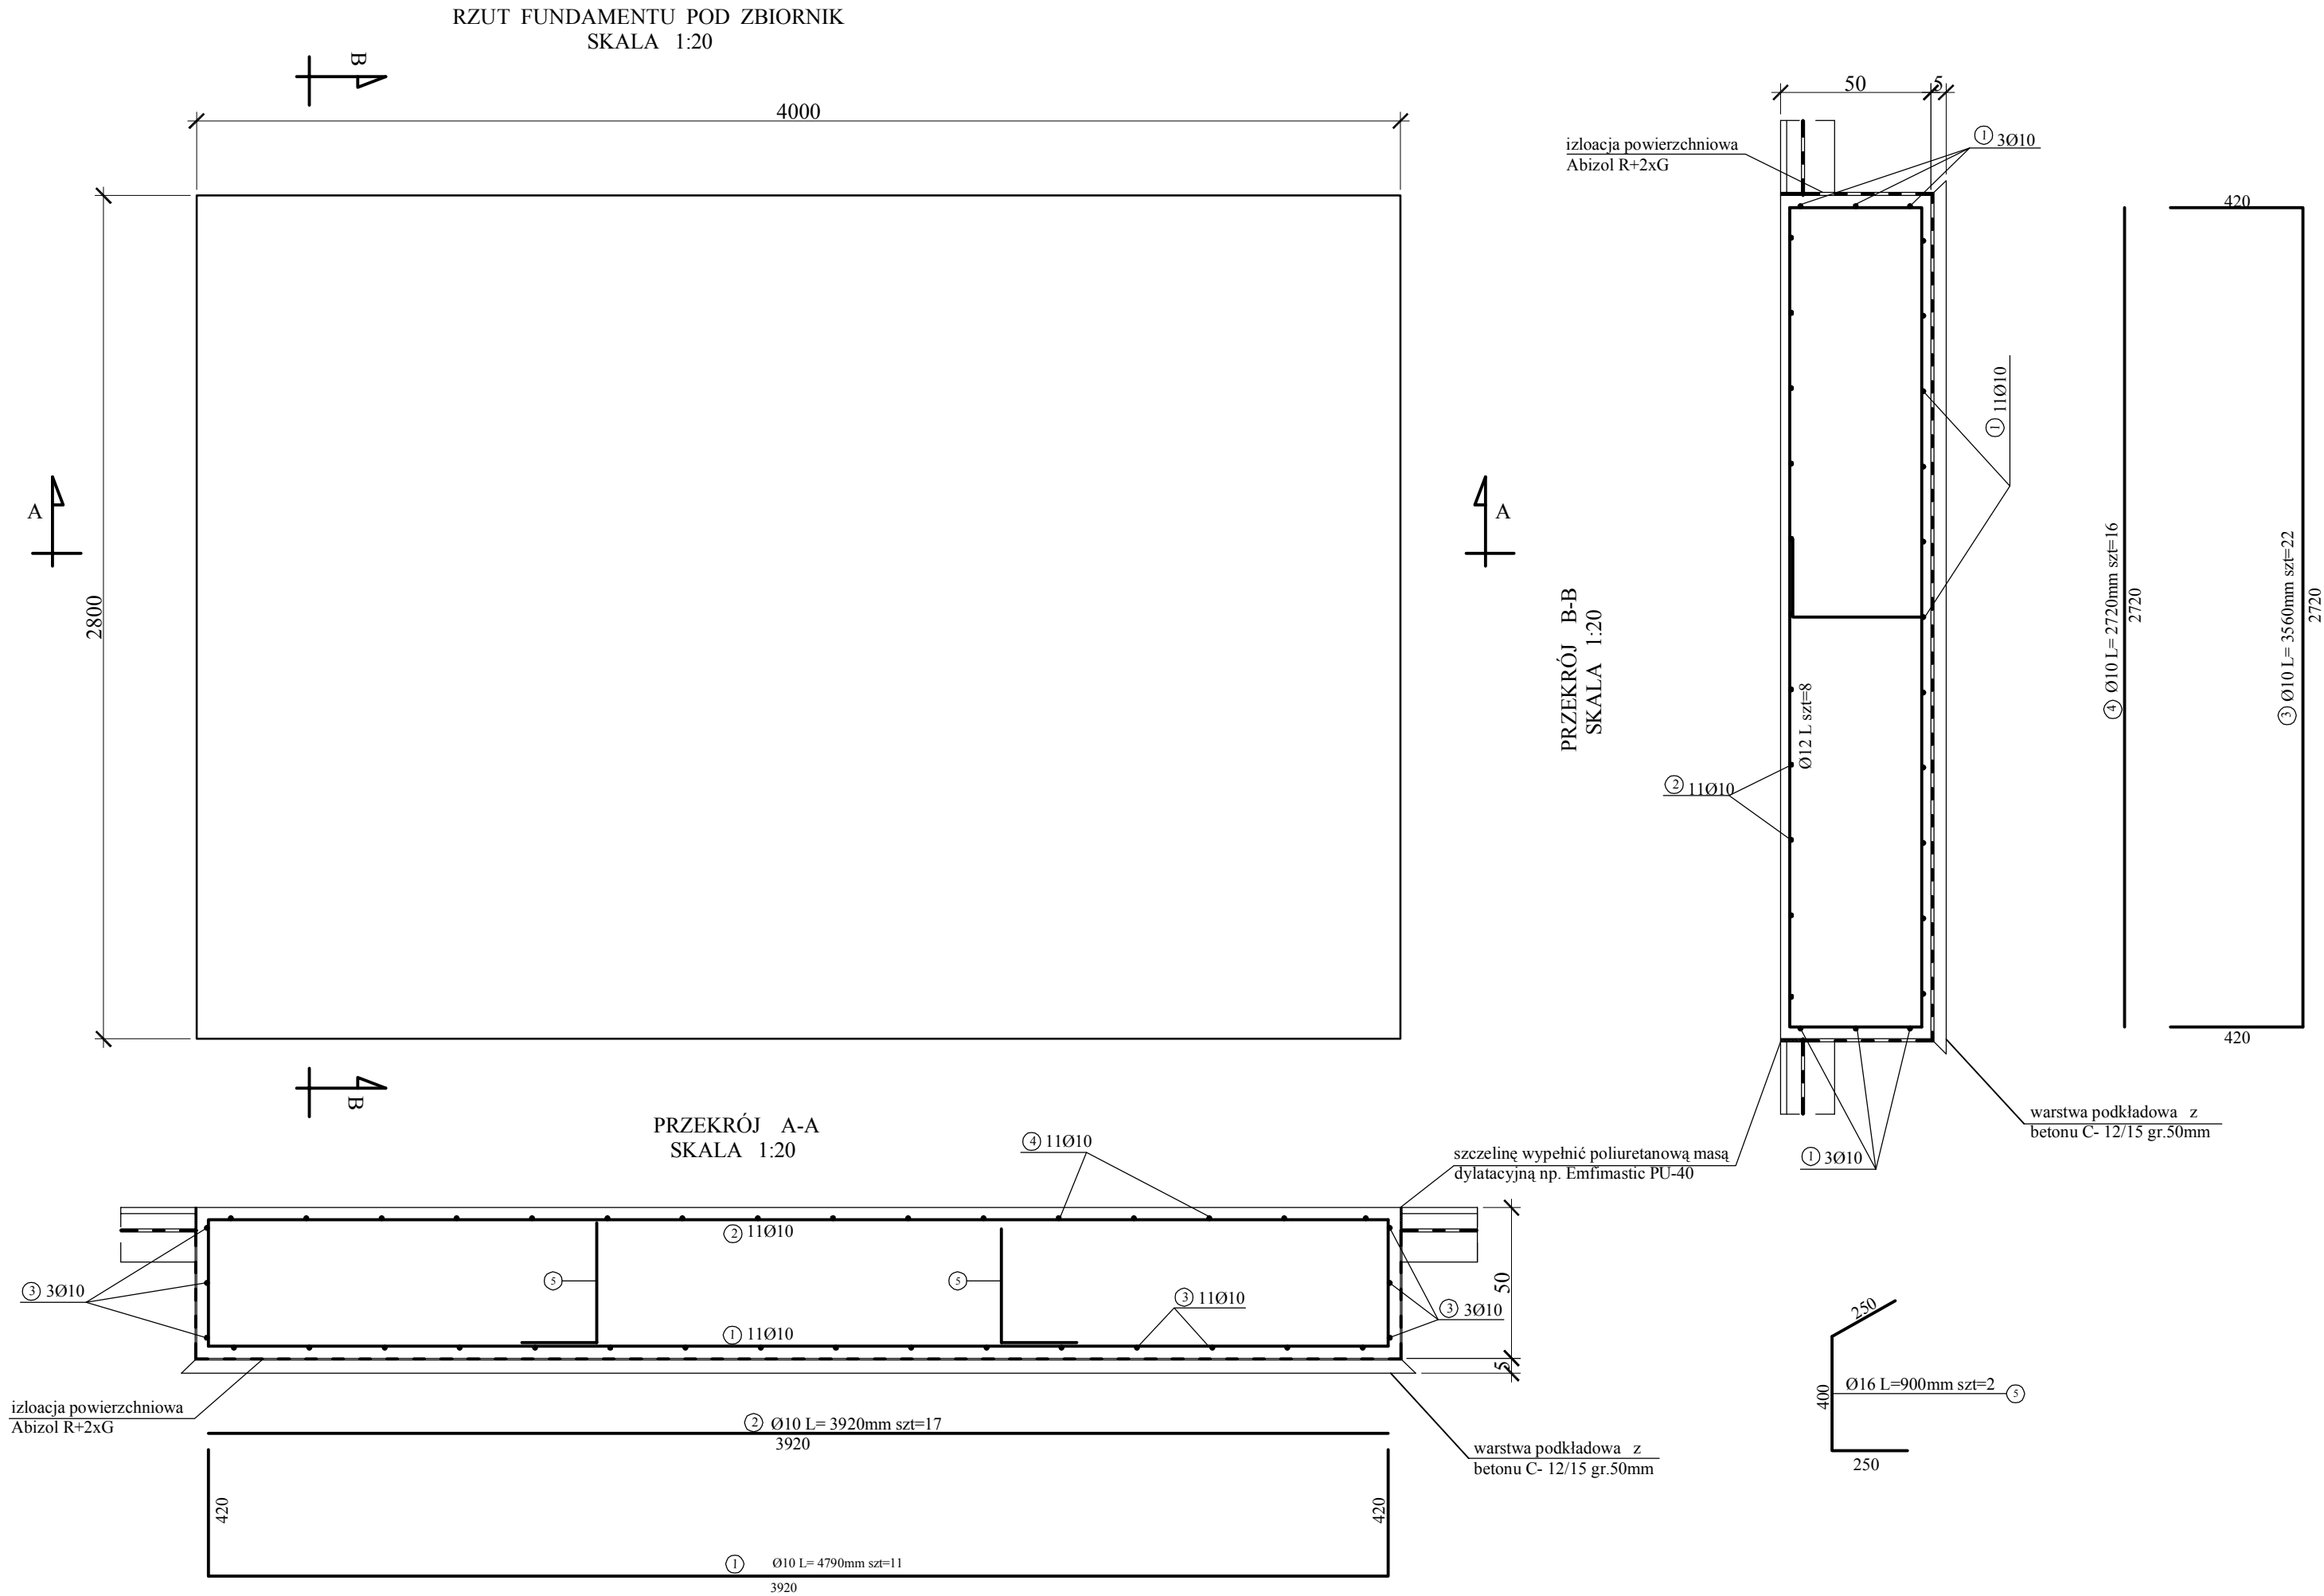 RZUT FUNDAMENTU POD ZBIORNIK
SKALA 1:20
B
4000
2800
A
A
B
50
5
izloacja powierzchniowa
Abizol R+2xG
1 3Ø10
1 11Ø10
Ø12 L szt=8
2 11Ø10
1 3Ø10
PRZEKRÓJ B-B
SKALA 1:20
420
4 Ø10 L= 2720mm szt=16
2720
3 Ø10 L= 3560mm szt=22
2720
420
warstwa podkładowa z
betonu C- 12/15 gr.50mm
PRZEKRÓJ A-A
SKALA 1:20
4 11Ø10
szczelinę wypełnić poliuretanową masą
dylatacyjną np. Emfimastic PU-40
2 11Ø10
3 3Ø10
5
5
3 11Ø10
3 3Ø10
1 11Ø10
50
5
izloacja powierzchniowa
Abizol R+2xG
2 Ø10 L= 3920mm szt=17
3920
warstwa podkładowa z
betonu C- 12/15 gr.50mm
420
420
1 Ø10 L= 4790mm szt=11
3920
250
400
Ø16 L=900mm szt=2 5
250